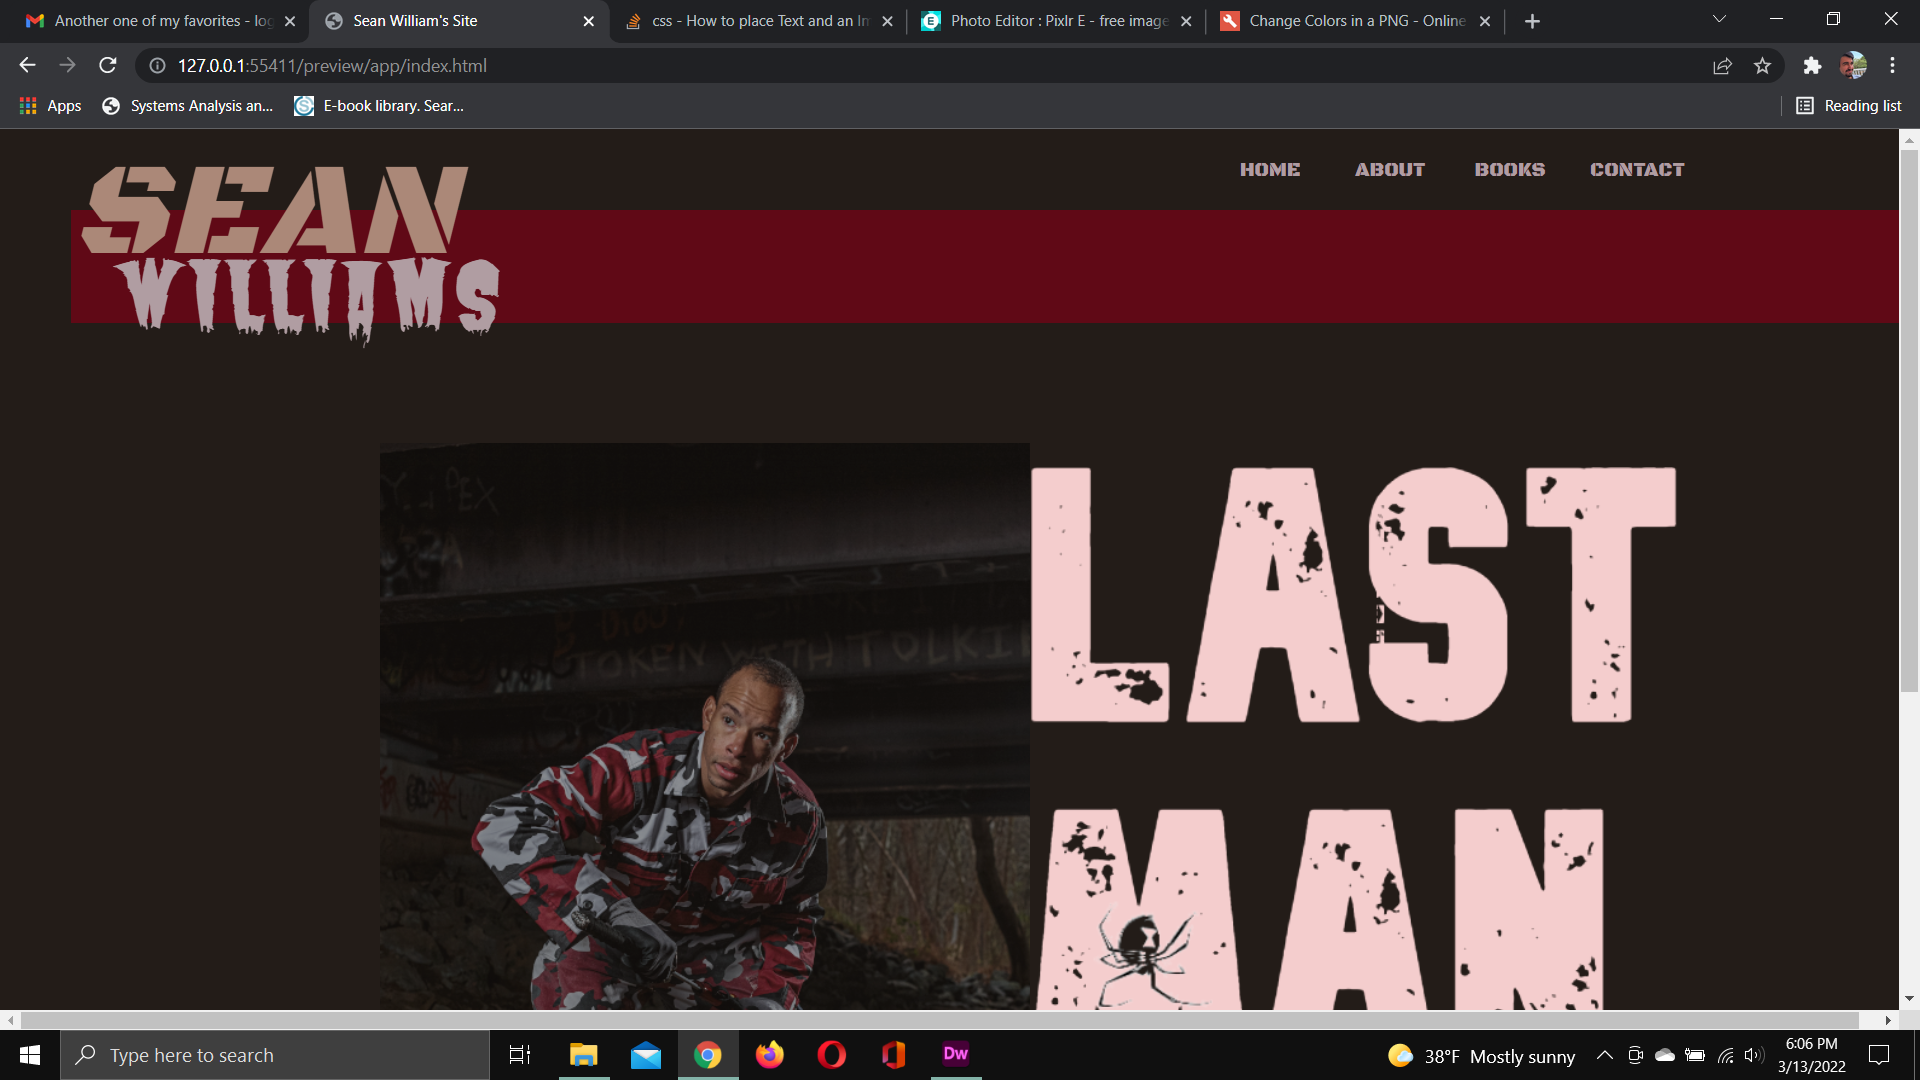 Another one of my favorites - log
Sean William's Site
css - How to place Text and an Im
Photo Editor : Pixlr E - free image
Change Colors in a PNG - Online
127.0.0.1:55411/preview/app/index.html
Apps
Systems Analysis an...
E-book library. Sear...
Reading list
SEAN
WILLIAMS
HOME
ABOUT
BOOKS
CONTACT
TOKEN WITH TOLKI
LAST
MAN
Type here to search
Dw
38°F Mostly sunny
6:06 PM
3/13/2022